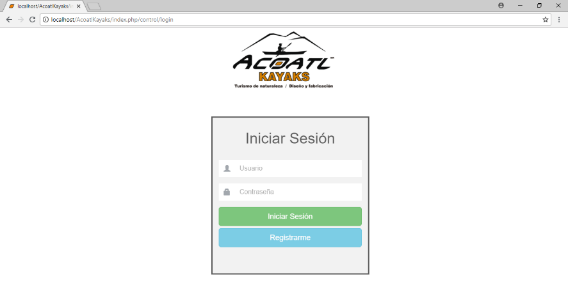 localhost/AcoatlKayaks/
localhost/AcoatlKayaks/index.php/control/login
ACOATL
KAYAKS
Turismo de naturaleza / Diseño y fabricación
Iniciar Sesión
Usuario
Contraseña
Iniciar Sesión
Registrarme